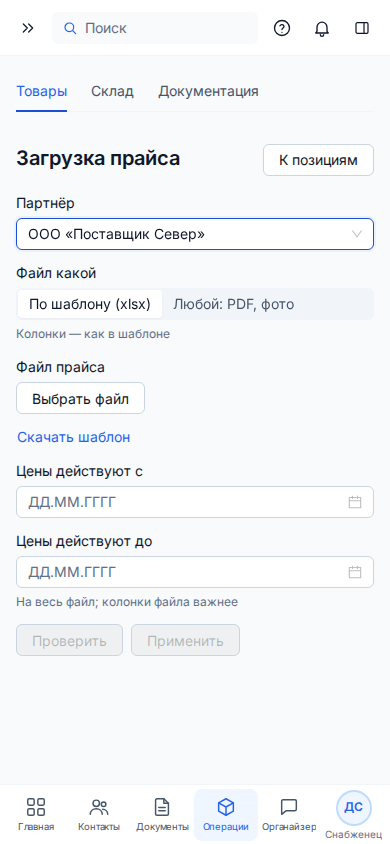 Поиск
Товары Склад Документация
Загрузка прайса К позициям
Партнёр
ООО «Поставщик Север»
Файл какой
По шаблону (xlsx) Любой: PDF, фото
Колонки — как в шаблоне
Файл прайса
Выбрать файл
Скачать шаблон
Цены действуют с
ДД.ММ.ГГГГ
Цены действуют до
ДД.ММ.ГГГГ
На весь файл; колонки файла важнее
Проверить Применить
ДС
Главная Контакты Документы Операции Органайзер Снабженец